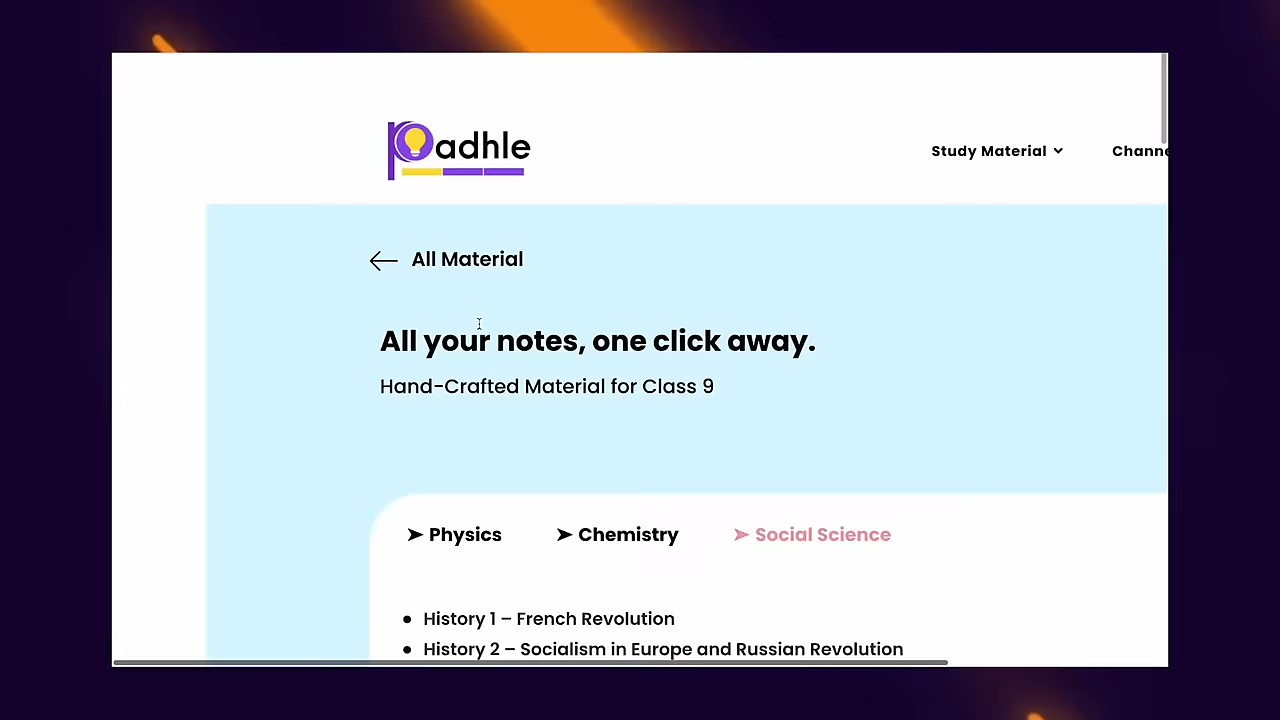 padhle
Study Material
Channe
All Material
All your notes, one click away.
Hand-Crafted Material for Class 9
➤ Physics ➤ Chemistry ➤ Social Science
● History 1 – French Revolution
● History 2 – Socialism in Europe and Russian Revolution